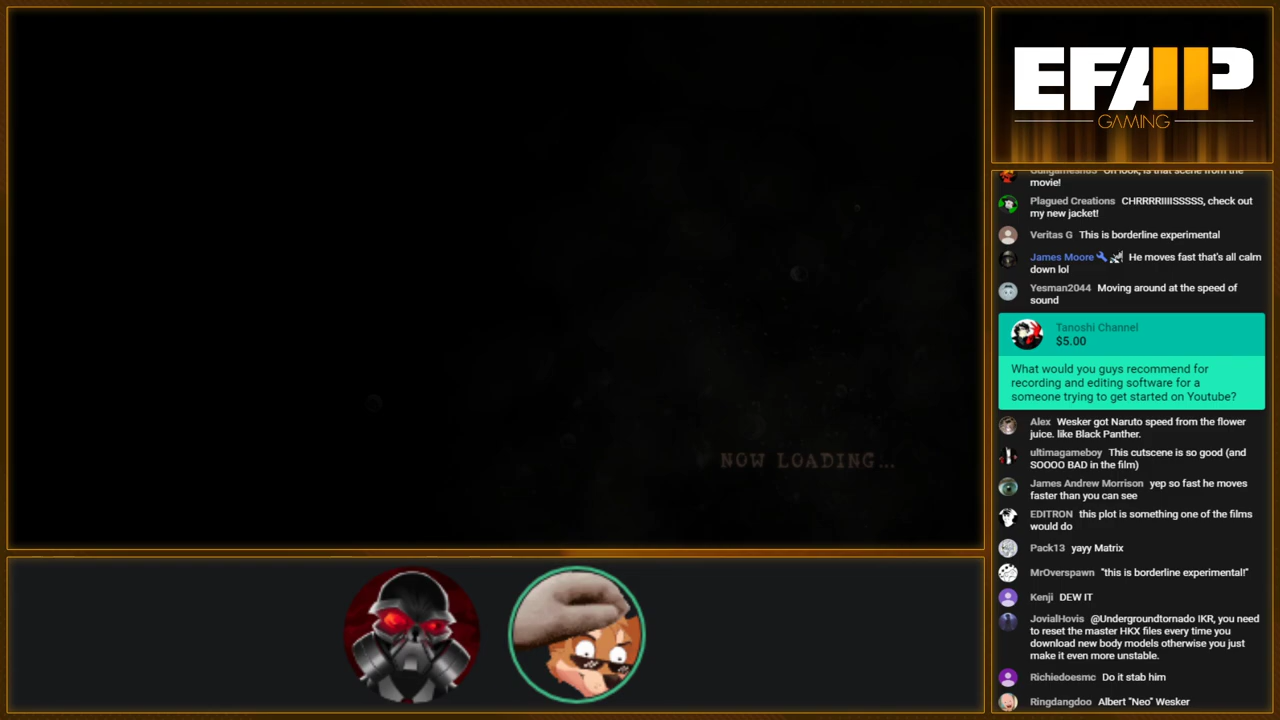 NOW LOADING...
EFAP
GAMING
movie!
Plagued Creations CHRRRRIIIISSSSS, check out
my new jacket!
Veritas G This is borderline experimental
James Moore He moves fast that's all calm
down lol
Yesman2044 Moving around at the speed of
sound
Tanoshi Channel
$5.00
What would you guys recommend for
recording and editing software for a
someone trying to get started on Youtube?
Alex Wesker got Naruto speed from the flower
juice. like Black Panther.
ultimagameboy This cutscene is so good (and
SOOOO BAD in the film)
James Andrew Morrison yep so fast he moves
faster than you can see
EDITRON this plot is something one of the films
would do
Pack13 yayy Matrix
MrOverspawn "this is borderline experimental!"
Kenji DEW IT
JovialHovis @Undergroundtornado IKR, you need
to reset the master HKX files every time you
download new body models otherwise you just
make it even more unstable.
Richiedoesmc Do it stab him
Ringdangdoo Albert "Neo" Wesker